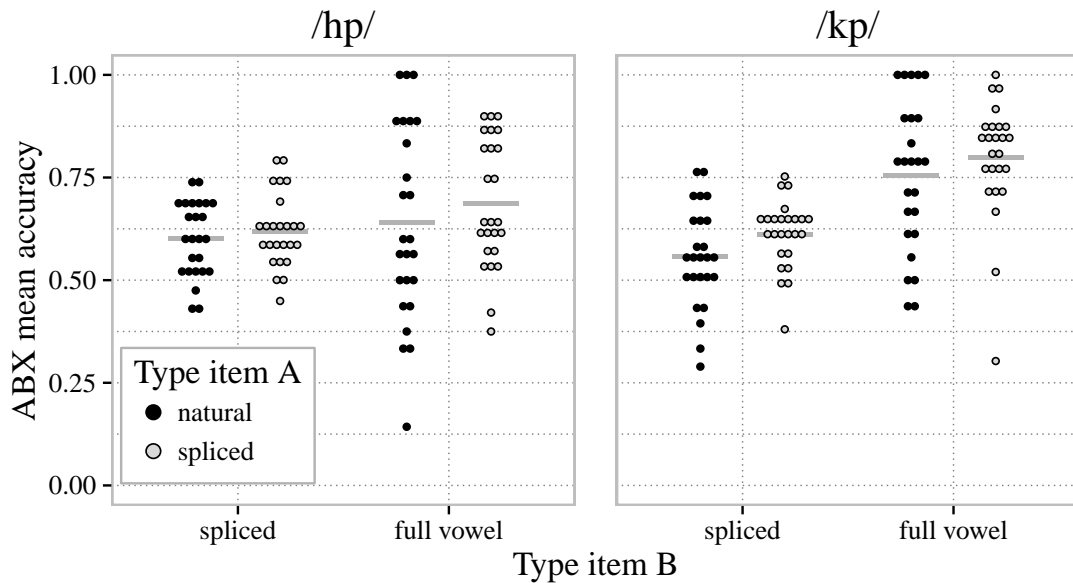 /hp/
/kp/
ABX mean accuracy
1.00
0.75
0.50
0.25
0.00
Type item A
natural
spliced
spliced
full vowel
spliced
full vowel
Type item B